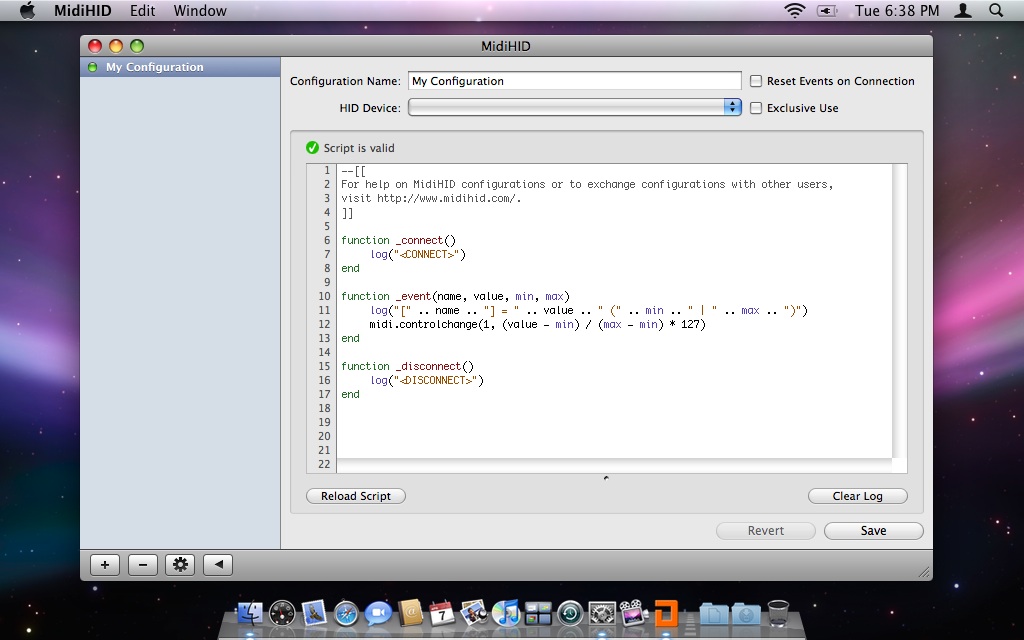 MidiHID Edit Window Tue 6:38 PM
MidiHID
My Configuration
Configuration Name: My Configuration Reset Events on Connection
HID Device: Exclusive Use
Script is valid
1 --[[
2 For help on MidiHID configurations or to exchange configurations with other users,
3 visit http://www.midihid.com/.
4 ]]
5
6 function _connect()
7 log("<CONNECT>")
8 end
9
10 function _event(name, value, min, max)
11 log("[" .. name .. "] = " .. value .. " (" .. min .. " | " .. max .. ")")
12 midi.controlchange(1, (value - min) / (max - min) * 127)
13 end
14
15 function _disconnect()
16 log("<DISCONNECT>")
17 end
18
19
20
21
22
Reload Script Clear Log
Revert Save
7